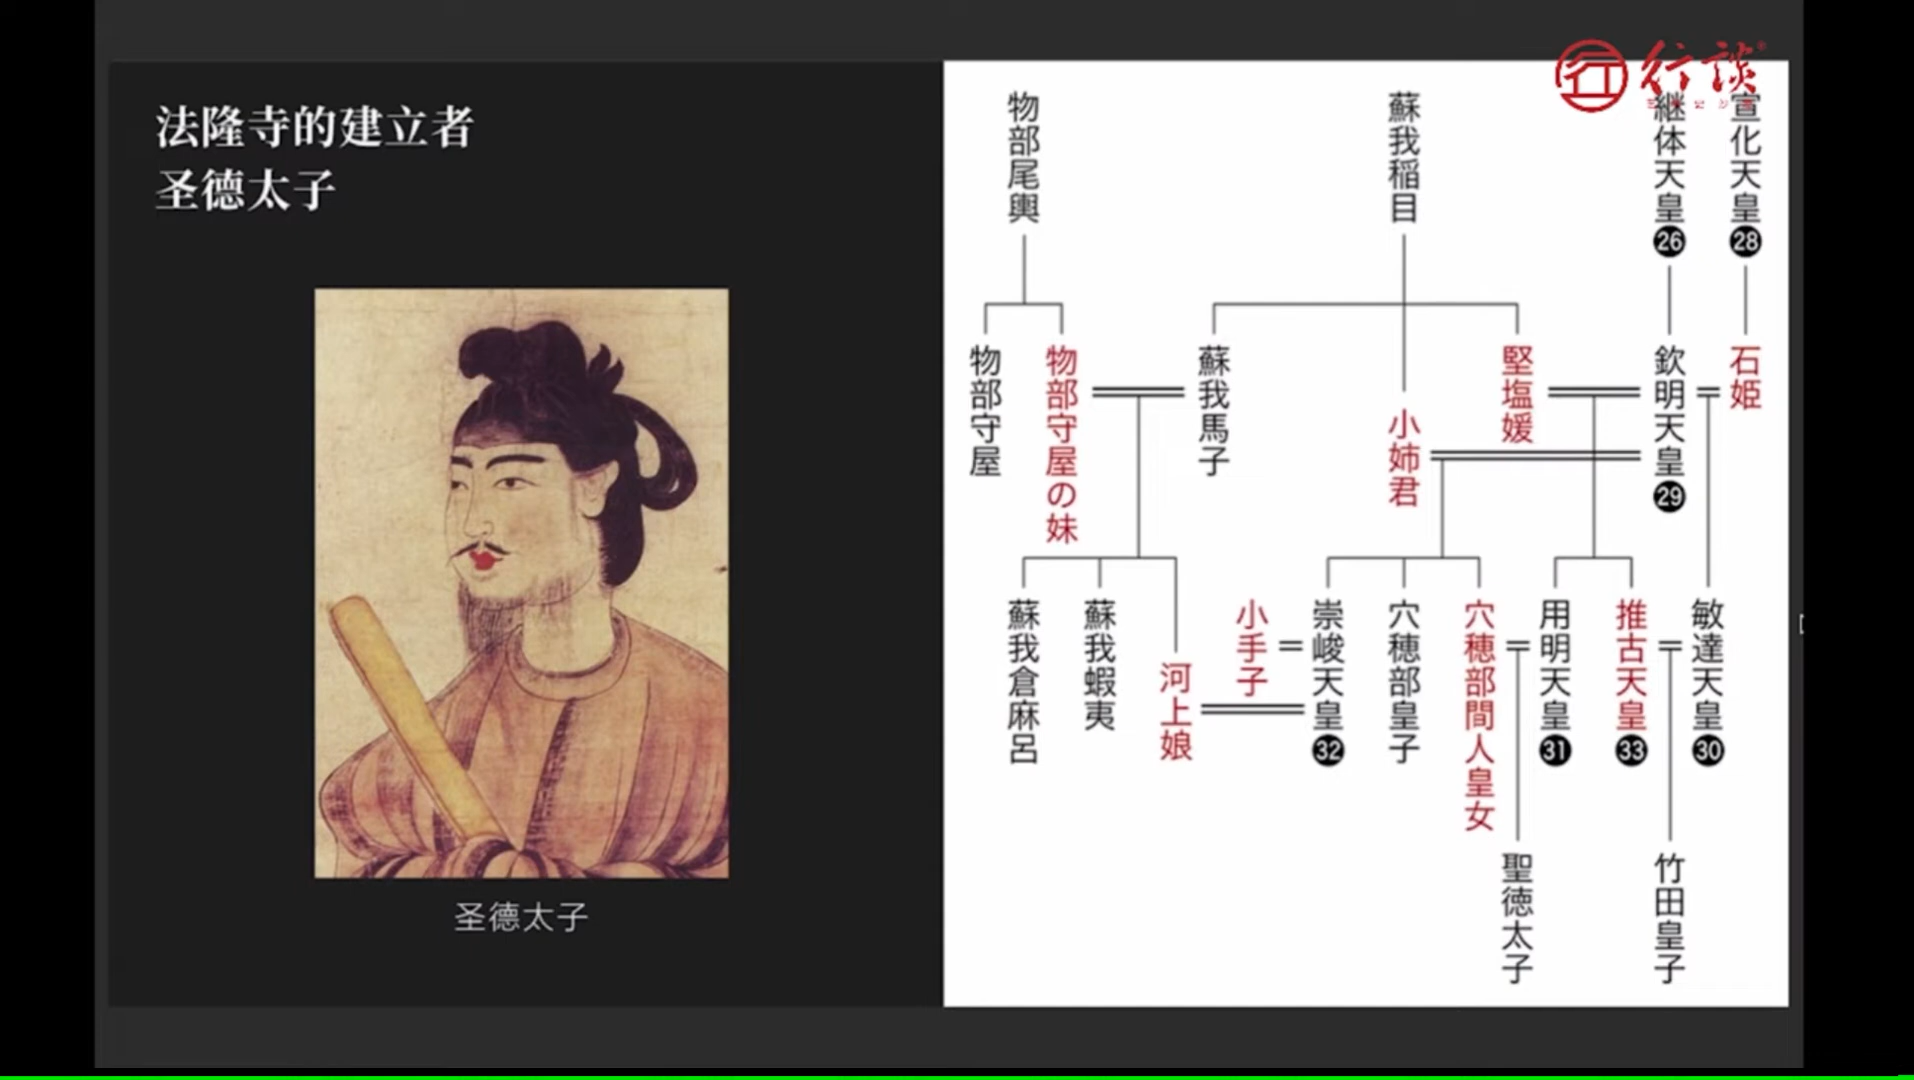 法隆寺的建立者
圣德太子
圣德太子
行談
物部尾輿
蘇我稲目
継体天皇26
宣化天皇28
物部守屋
物部守屋の妹
蘇我馬子
小姉君
堅塩媛
欽明天皇29
石姫
蘇我倉麻呂
蘇我蝦夷
河上娘
小手子
崇峻天皇32
穴穂部皇子
穴穂部間人皇女
用明天皇31
推古天皇33
敏達天皇30
聖徳太子
竹田皇子